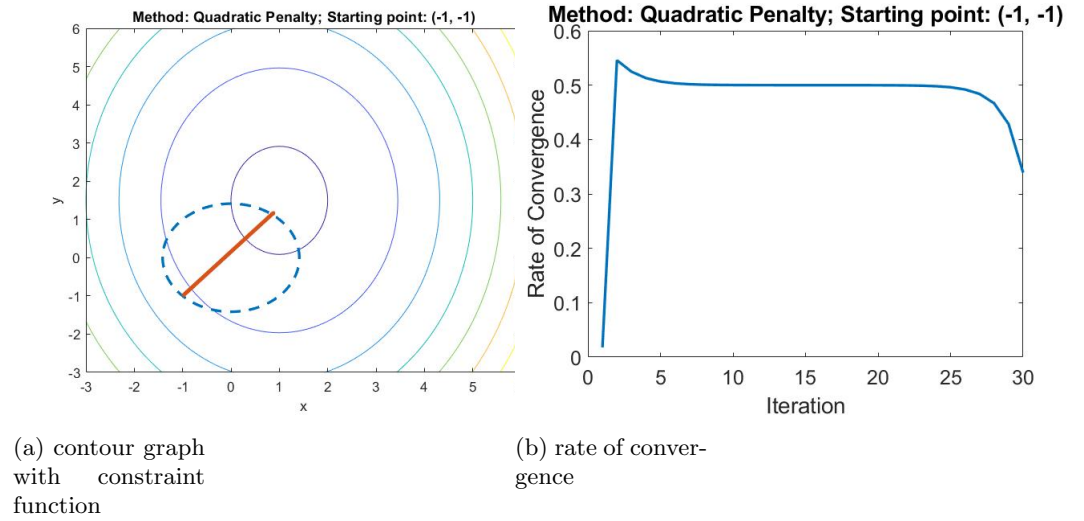 Method: Quadratic Penalty; Starting point: (-1, -1)
6
5
4
3
2
1
0
-1
-2
-3
y
-3 -2 -1 0 1 2 3 4 5
x
Method: Quadratic Penalty; Starting point: (-1, -1)
0.6
0.5
0.4
0.3
0.2
0.1
0
Rate of Convergence
0 5 10 15 20 25 30
Iteration
(a) contour graph
with constraint
function
(b) rate of conver-
gence